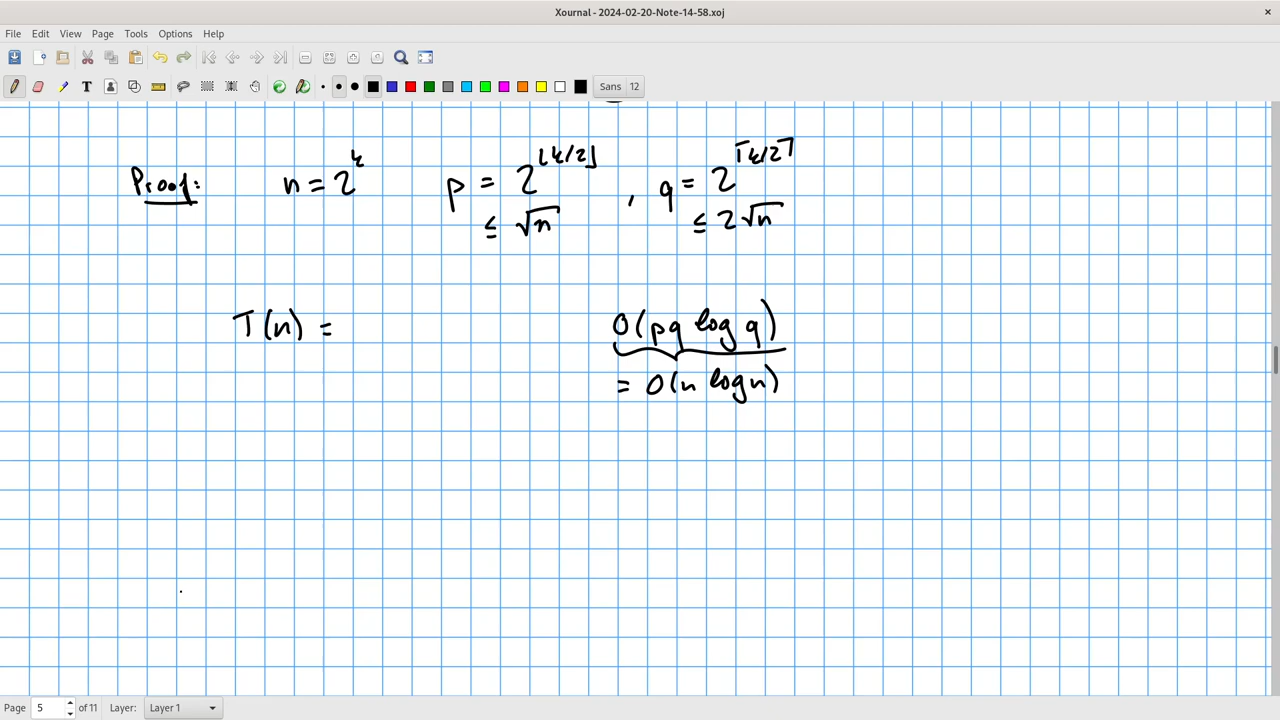 Xournal - 2024-02-20-Note-14-58.xoj
File Edit View Page Tools Options Help
Sans 12
Proof: n = 2^k p = 2^⌊k/2⌋ , q = 2^⌈k/2⌉
≤ √n ≤ 2√n
T(n) = O(pq log q)
= O(n log n)
Page 5 of 11 Layer: Layer 1